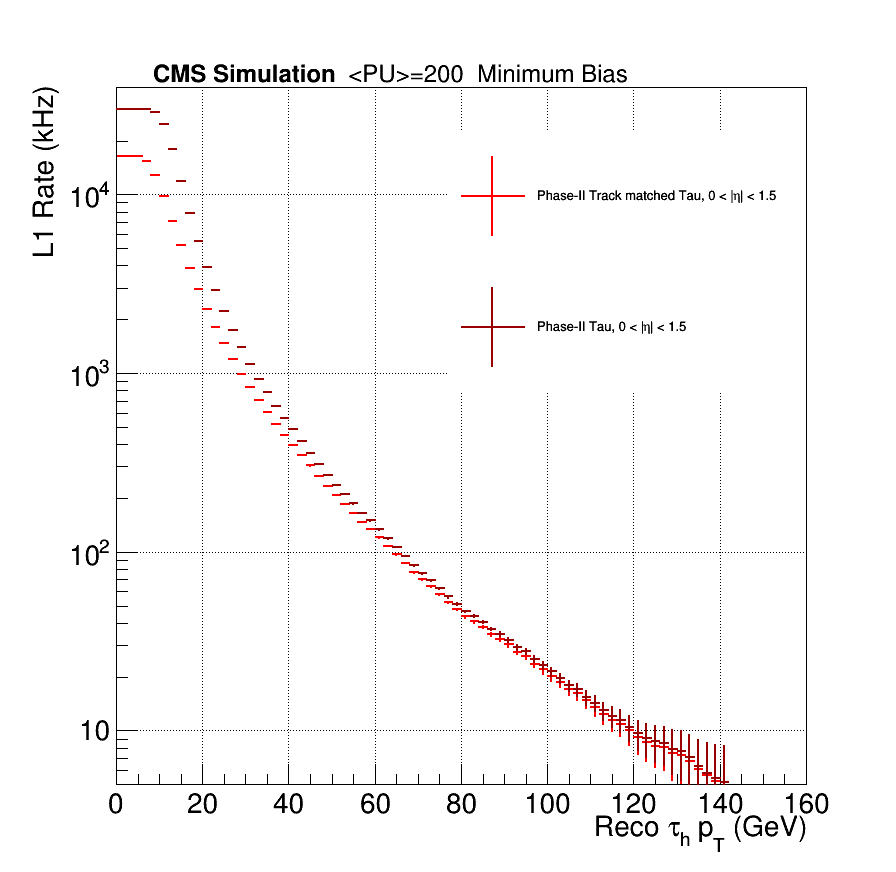 CMS Simulation <PU>=200 Minimum Bias
L1 Rate (kHz)
10⁴
10³
10²
10
Phase-II Track matched Tau, 0 < |η| < 1.5
Phase-II Tau, 0 < |η| < 1.5
0 20 40 60 80 100 120 140 160
Reco τₕ p_T (GeV)